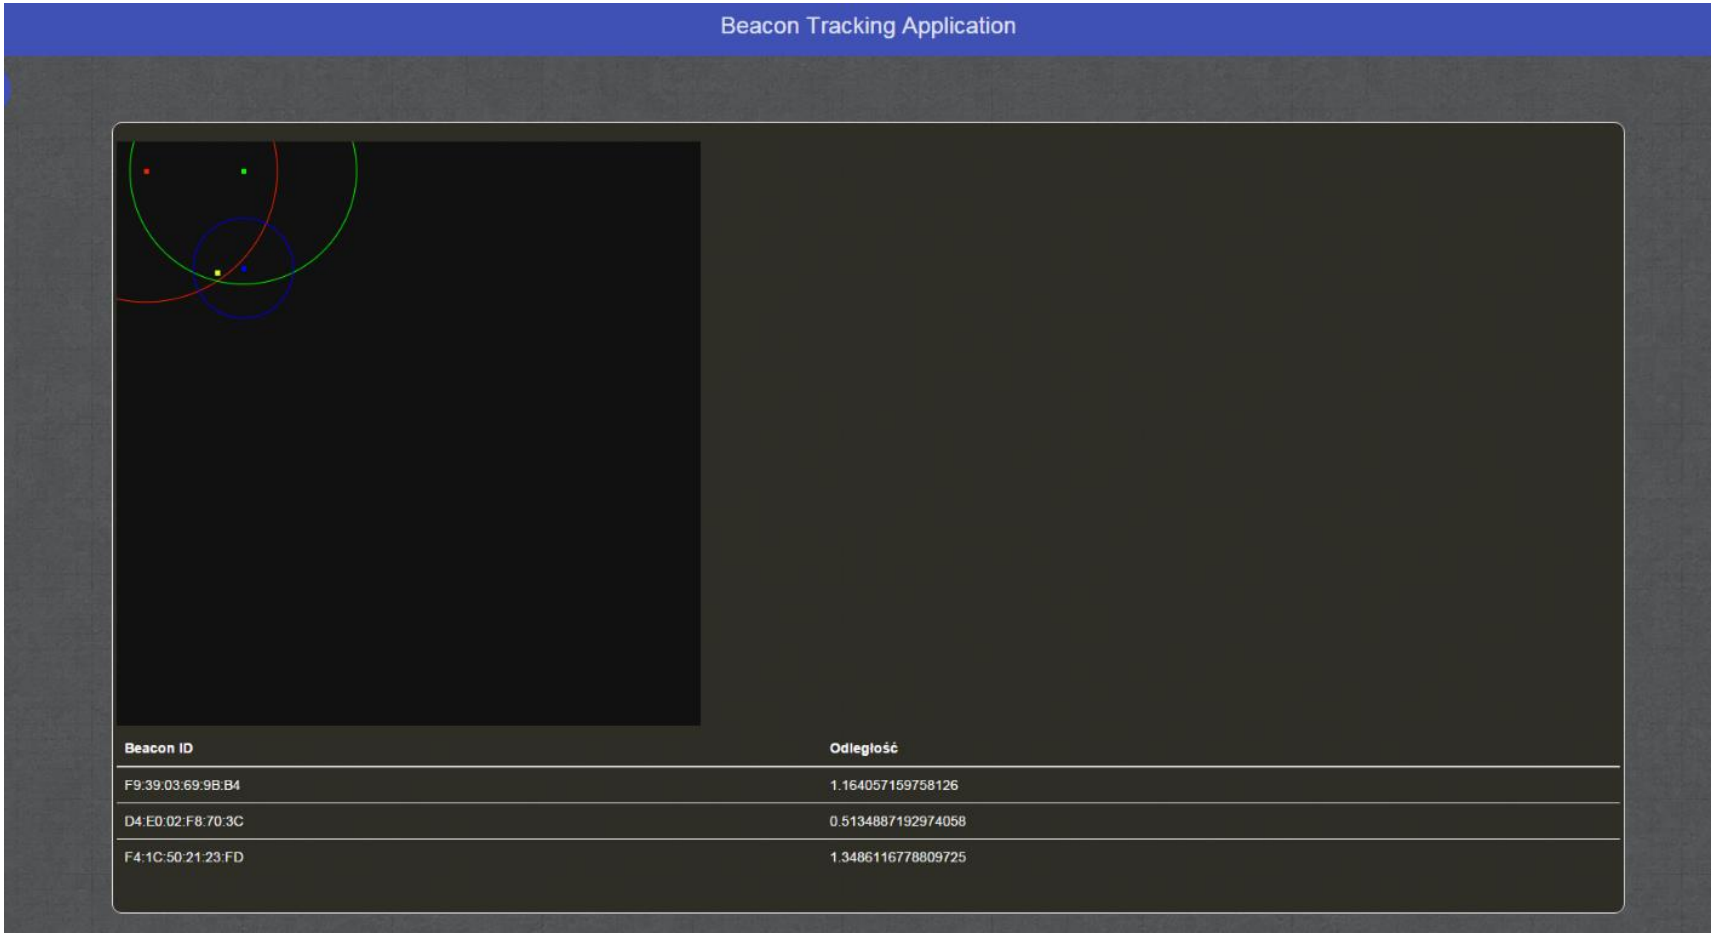 Beacon Tracking Application
Beacon ID Odległość
F9:39:03:69:9B:B4 1.164057159758126
D4:E0:02:F8:70:3C 0.5134887192974058
F4:1C:50:21:23:FD 1.3486116778809725